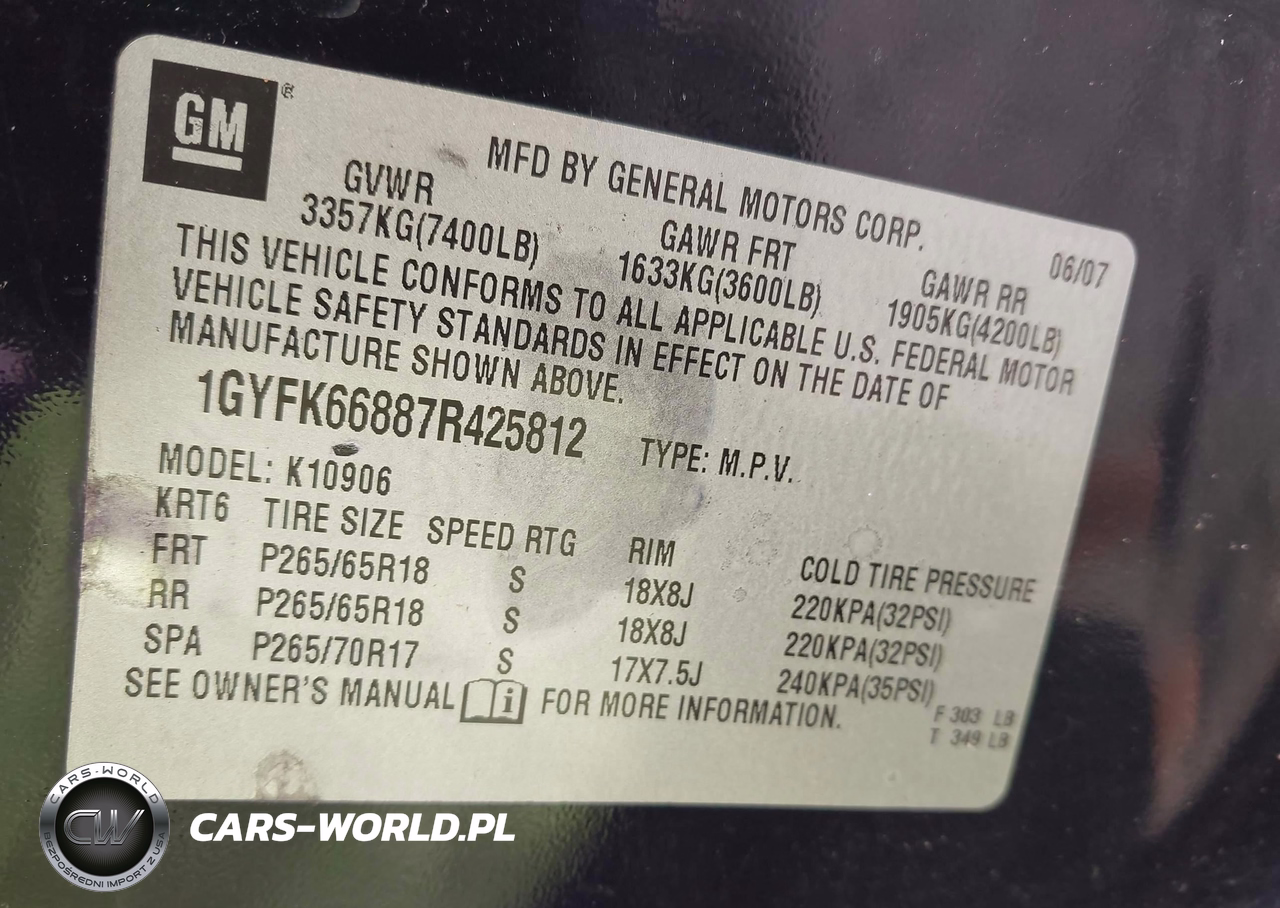 GM
®
MFD BY GENERAL MOTORS CORP.
06/07
GVWR GAWR FRT GAWR RR
3357KG(7400LB) 1633KG(3600LB) 1905KG(4200LB)
THIS VEHICLE CONFORMS TO ALL APPLICABLE U.S. FEDERAL MOTOR
VEHICLE SAFETY STANDARDS IN EFFECT ON THE DATE OF
MANUFACTURE SHOWN ABOVE.
1GYFK66887R425812 TYPE: M.P.V.
MODEL: K10906
KRT6 TIRE SIZE SPEED RTG RIM COLD TIRE PRESSURE
FRT P265/65R18 S 18X8J 220KPA(32PSI)
RR P265/65R18 S 18X8J 220KPA(32PSI)
SPA P265/70R17 S 17X7.5J 240KPA(35PSI)
SEE OWNER'S MANUAL i FOR MORE INFORMATION.
F 303 LB
T 349 LB
CARS-WORLD
CW
BEZPOŚREDNI IMPORT Z USA
CARS-WORLD.PL